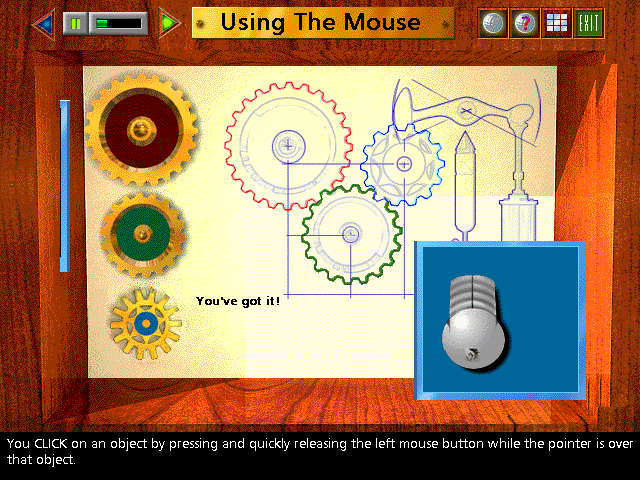 Using The Mouse
?
EXIT
You've got it!
You CLICK on an object by pressing and quickly releasing the left mouse button while the pointer is over
that object.